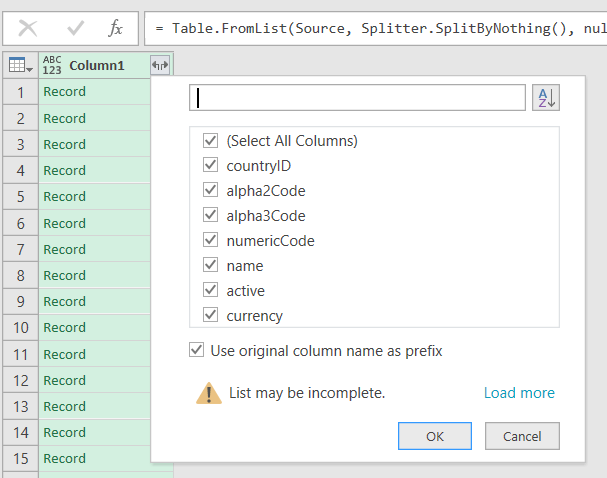 fx = Table.FromList(Source, Splitter.SplitByNothing(), nul
ABC
123 Column1
A
Z
(Select All Columns)
countryID
alpha2Code
alpha3Code
numericCode
name
active
currency
Use original column name as prefix
List may be incomplete. Load more
OK Cancel
1 Record
2 Record
3 Record
4 Record
5 Record
6 Record
7 Record
8 Record
9 Record
10 Record
11 Record
12 Record
13 Record
14 Record
15 Record